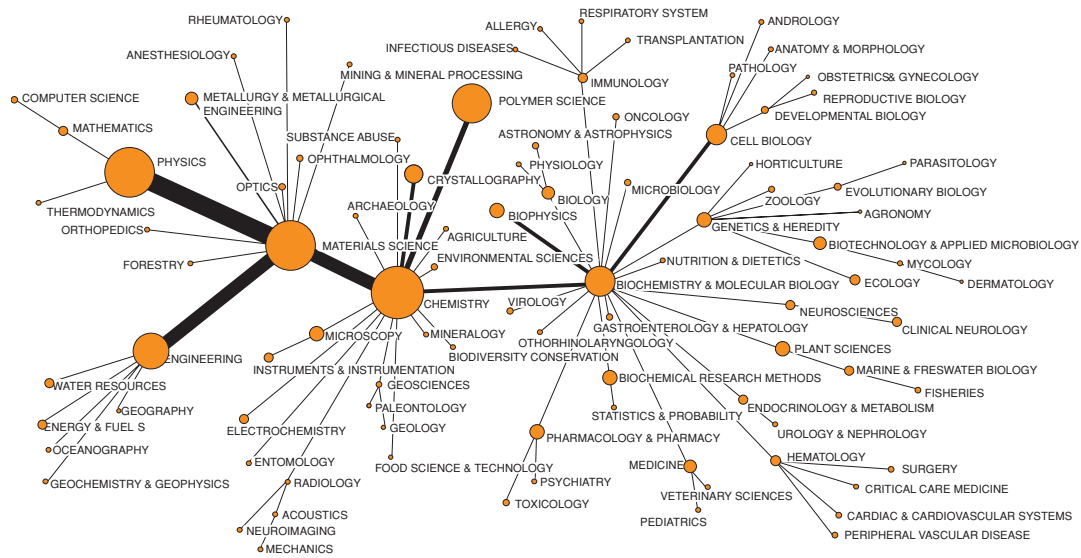 RHEUMATOLOGY
ANESTHESIOLOGY
MINING & MINERAL PROCESSING
COMPUTER SCIENCE
METALLURGY & METALLURGICAL
ENGINEERING
POLYMER SCIENCE
MATHEMATICS
SUBSTANCE ABUSE
PHYSICS
OPHTHALMOLOGY
CRYSTALLOGRAPHY
OPTICS
THERMODYNAMICS
ARCHAEOLOGY
ORTHOPEDICS
AGRICULTURE
MATERIALS SCIENCE
ENVIRONMENTAL SCIENCES
FORESTRY
CHEMISTRY
MICROSCOPY
MINERALOGY
BIODIVERSITY CONSERVATION
ENGINEERING
INSTRUMENTS & INSTRUMENTATION
WATER RESOURCES
GEOSCIENCES
GEOGRAPHY
PALEONTOLOGY
ENERGY & FUEL S
ELECTROCHEMISTRY
GEOLOGY
OCEANOGRAPHY
ENTOMOLOGY
FOOD SCIENCE & TECHNOLOGY
GEOCHEMISTRY & GEOPHYSICS
RADIOLOGY
ACOUSTICS
NEUROIMAGING
MECHANICS
RESPIRATORY SYSTEM
ALLERGY
TRANSPLANTATION
INFECTIOUS DISEASES
IMMUNOLOGY
ANDROLOGY
ANATOMY & MORPHOLOGY
PATHOLOGY
OBSTETRICS& GYNECOLOGY
REPRODUCTIVE BIOLOGY
DEVELOPMENTAL BIOLOGY
ONCOLOGY
ASTRONOMY & ASTROPHYSICS
CELL BIOLOGY
PHYSIOLOGY
HORTICULTURE
PARASITOLOGY
MICROBIOLOGY
EVOLUTIONARY BIOLOGY
BIOLOGY
ZOOLOGY
BIOPHYSICS
AGRONOMY
GENETICS & HEREDITY
BIOTECHNOLOGY & APPLIED MICROBIOLOGY
NUTRITION & DIETETICS
MYCOLOGY
BIOCHEMISTRY & MOLECULAR BIOLOGY
ECOLOGY
DERMATOLOGY
VIROLOGY
NEUROSCIENCES
CLINICAL NEUROLOGY
GASTROENTEROLOGY & HEPATOLOGY
OTHORHINOLARYNGOLOGY
PLANT SCIENCES
MARINE & FRESWATER BIOLOGY
BIOCHEMICAL RESEARCH METHODS
FISHERIES
STATISTICS & PROBABILITY
ENDOCRINOLOGY & METABOLISM
UROLOGY & NEPHROLOGY
PHARMACOLOGY & PHARMACY
HEMATOLOGY
MEDICINE
SURGERY
PSYCHIATRY
CRITICAL CARE MEDICINE
VETERINARY SCIENCES
TOXICOLOGY
PEDIATRICS
CARDIAC & CARDIOVASCULAR SYSTEMS
PERIPHERAL VASCULAR DISEASE